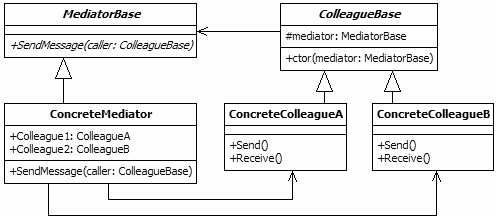 MediatorBase
+SendMessage(caller: ColleagueBase)
ColleagueBase
#mediator: MediatorBase
+ctor(mediator: MediatorBase)
ConcreteMediator
+Colleague1: ColleagueA
+Colleague2: ColleagueB
+SendMessage(caller: ColleagueBase)
ConcreteColleagueA
+Send()
+Receive()
ConcreteColleagueB
+Send()
+Receive()